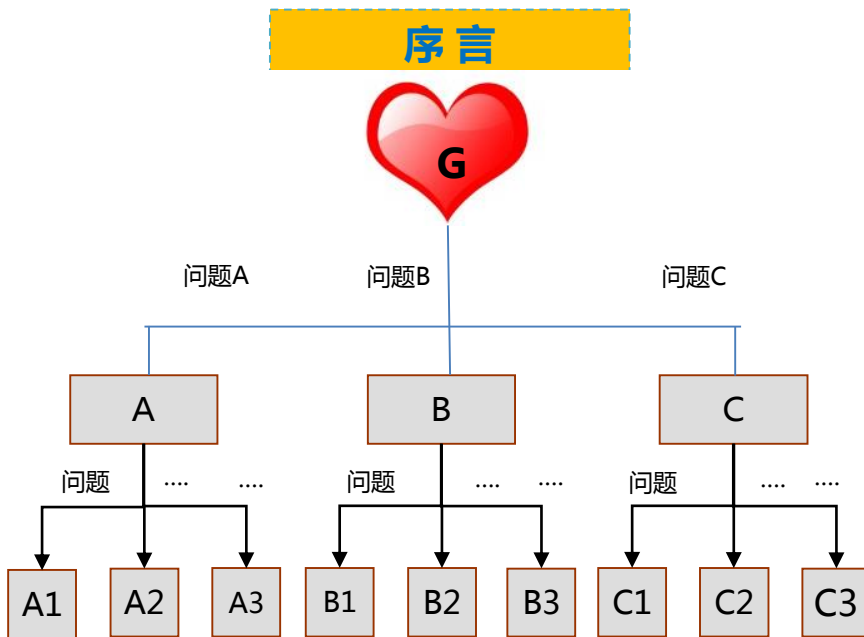 序言
G
问题A 问题B 问题C
A B C
问题 .... .... 问题 .... .... 问题 .... ....
A1 A2 A3 B1 B2 B3 C1 C2 C3